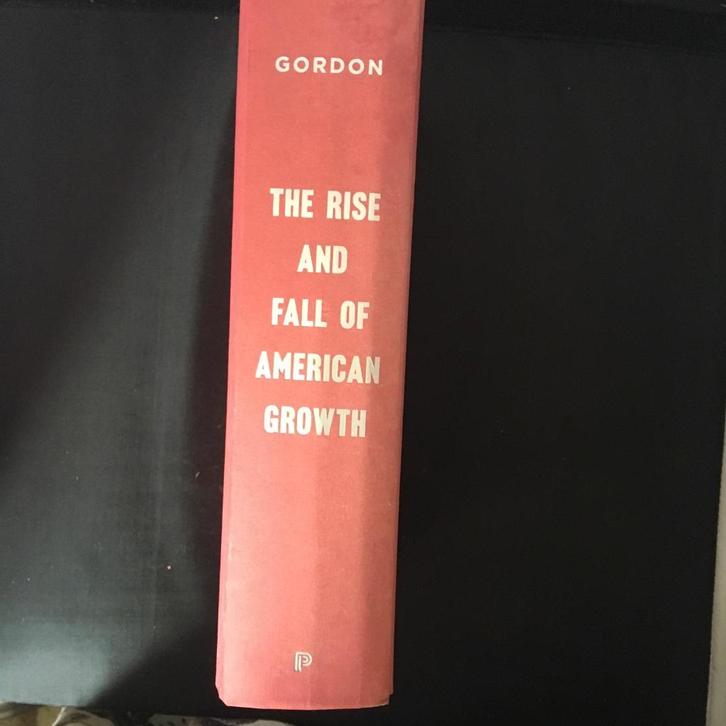 GORDON
THE RISE
AND
FALL OF
AMERICAN
GROWTH
P